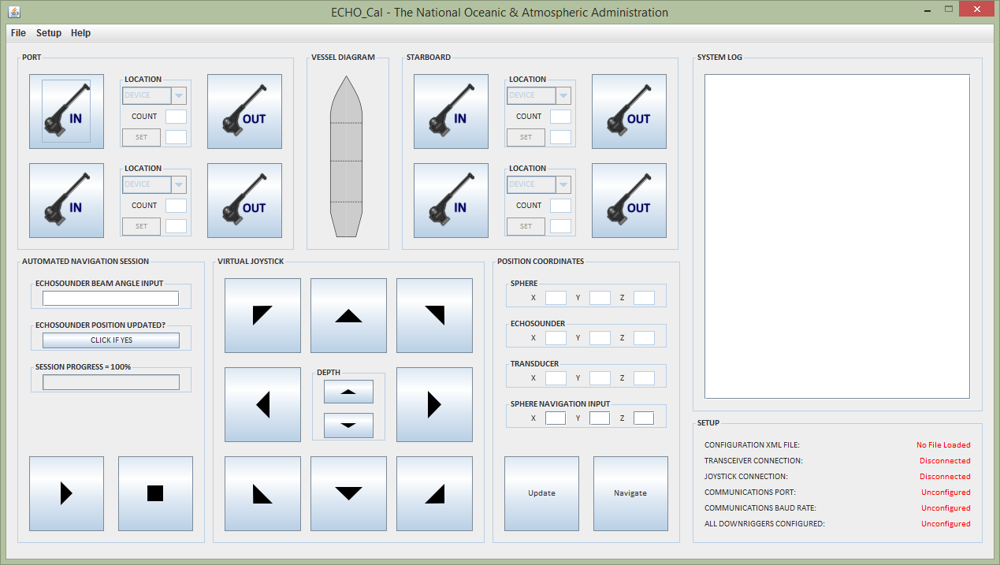 ECHO_Cal - The National Oceanic & Atmospheric Administration
File Setup Help
PORT
IN
LOCATION
DEVICE
COUNT
SET
OUT
IN
LOCATION
DEVICE
COUNT
SET
OUT
VESSEL DIAGRAM
STARBOARD
IN
LOCATION
DEVICE
COUNT
SET
OUT
IN
LOCATION
DEVICE
COUNT
SET
OUT
SYSTEM LOG
AUTOMATED NAVIGATION SESSION
ECHOSOUNDER BEAM ANGLE INPUT
ECHOSOUNDER POSITION UPDATED?
CLICK IF YES
SESSION PROGRESS = 100%
VIRTUAL JOYSTICK
DEPTH
POSITION COORDINATES
SPHERE
X Y Z
ECHOSOUNDER
X Y Z
TRANSDUCER
X Y Z
SPHERE NAVIGATION INPUT
X Y Z
Update
Navigate
SETUP
CONFIGURATION XML FILE: No File Loaded
TRANSCEIVER CONNECTION: Disconnected
JOYSTICK CONNECTION: Disconnected
COMMUNICATIONS PORT: Unconfigured
COMMUNICATIONS BAUD RATE: Unconfigured
ALL DOWNRIGGERS CONFIGURED: Unconfigured